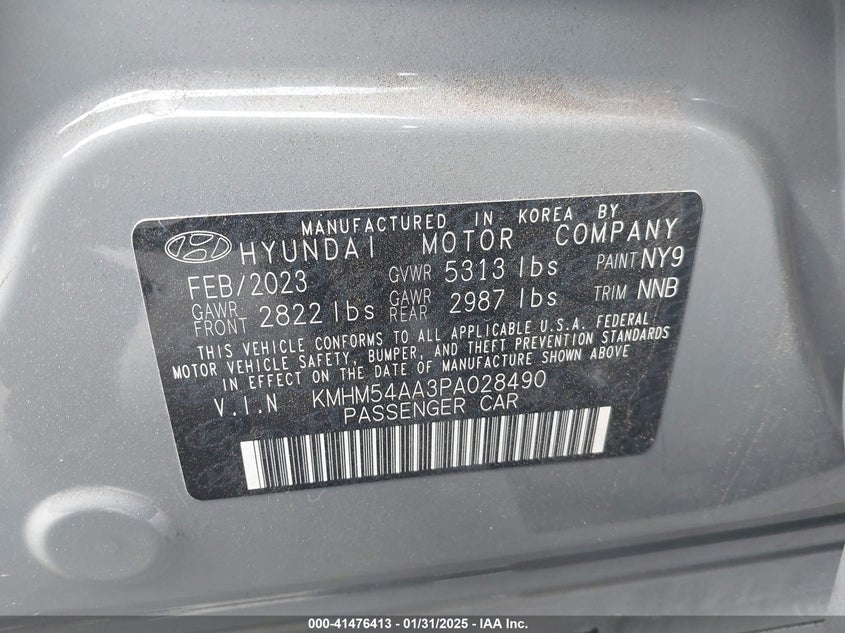 MANUFACTURED IN KOREA BY
HYUNDAI MOTOR COMPANY
FEB/2023 GVWR 5313 lbs PAINT NY9
GAWR FRONT 2822 lbs GAWR REAR 2987 lbs TRIM NNB
THIS VEHICLE CONFORMS TO ALL APPLICABLE U.S.A. FEDERAL
MOTOR VEHICLE SAFETY, BUMPER, AND THEFT PREVENTION STANDARDS
IN EFFECT ON THE DATE OF MANUFACTURE SHOWN ABOVE
V.I.N KMHM54AA3PA028490
PASSENGER CAR
000-41476413 - 01/31/2025 - IAA Inc.